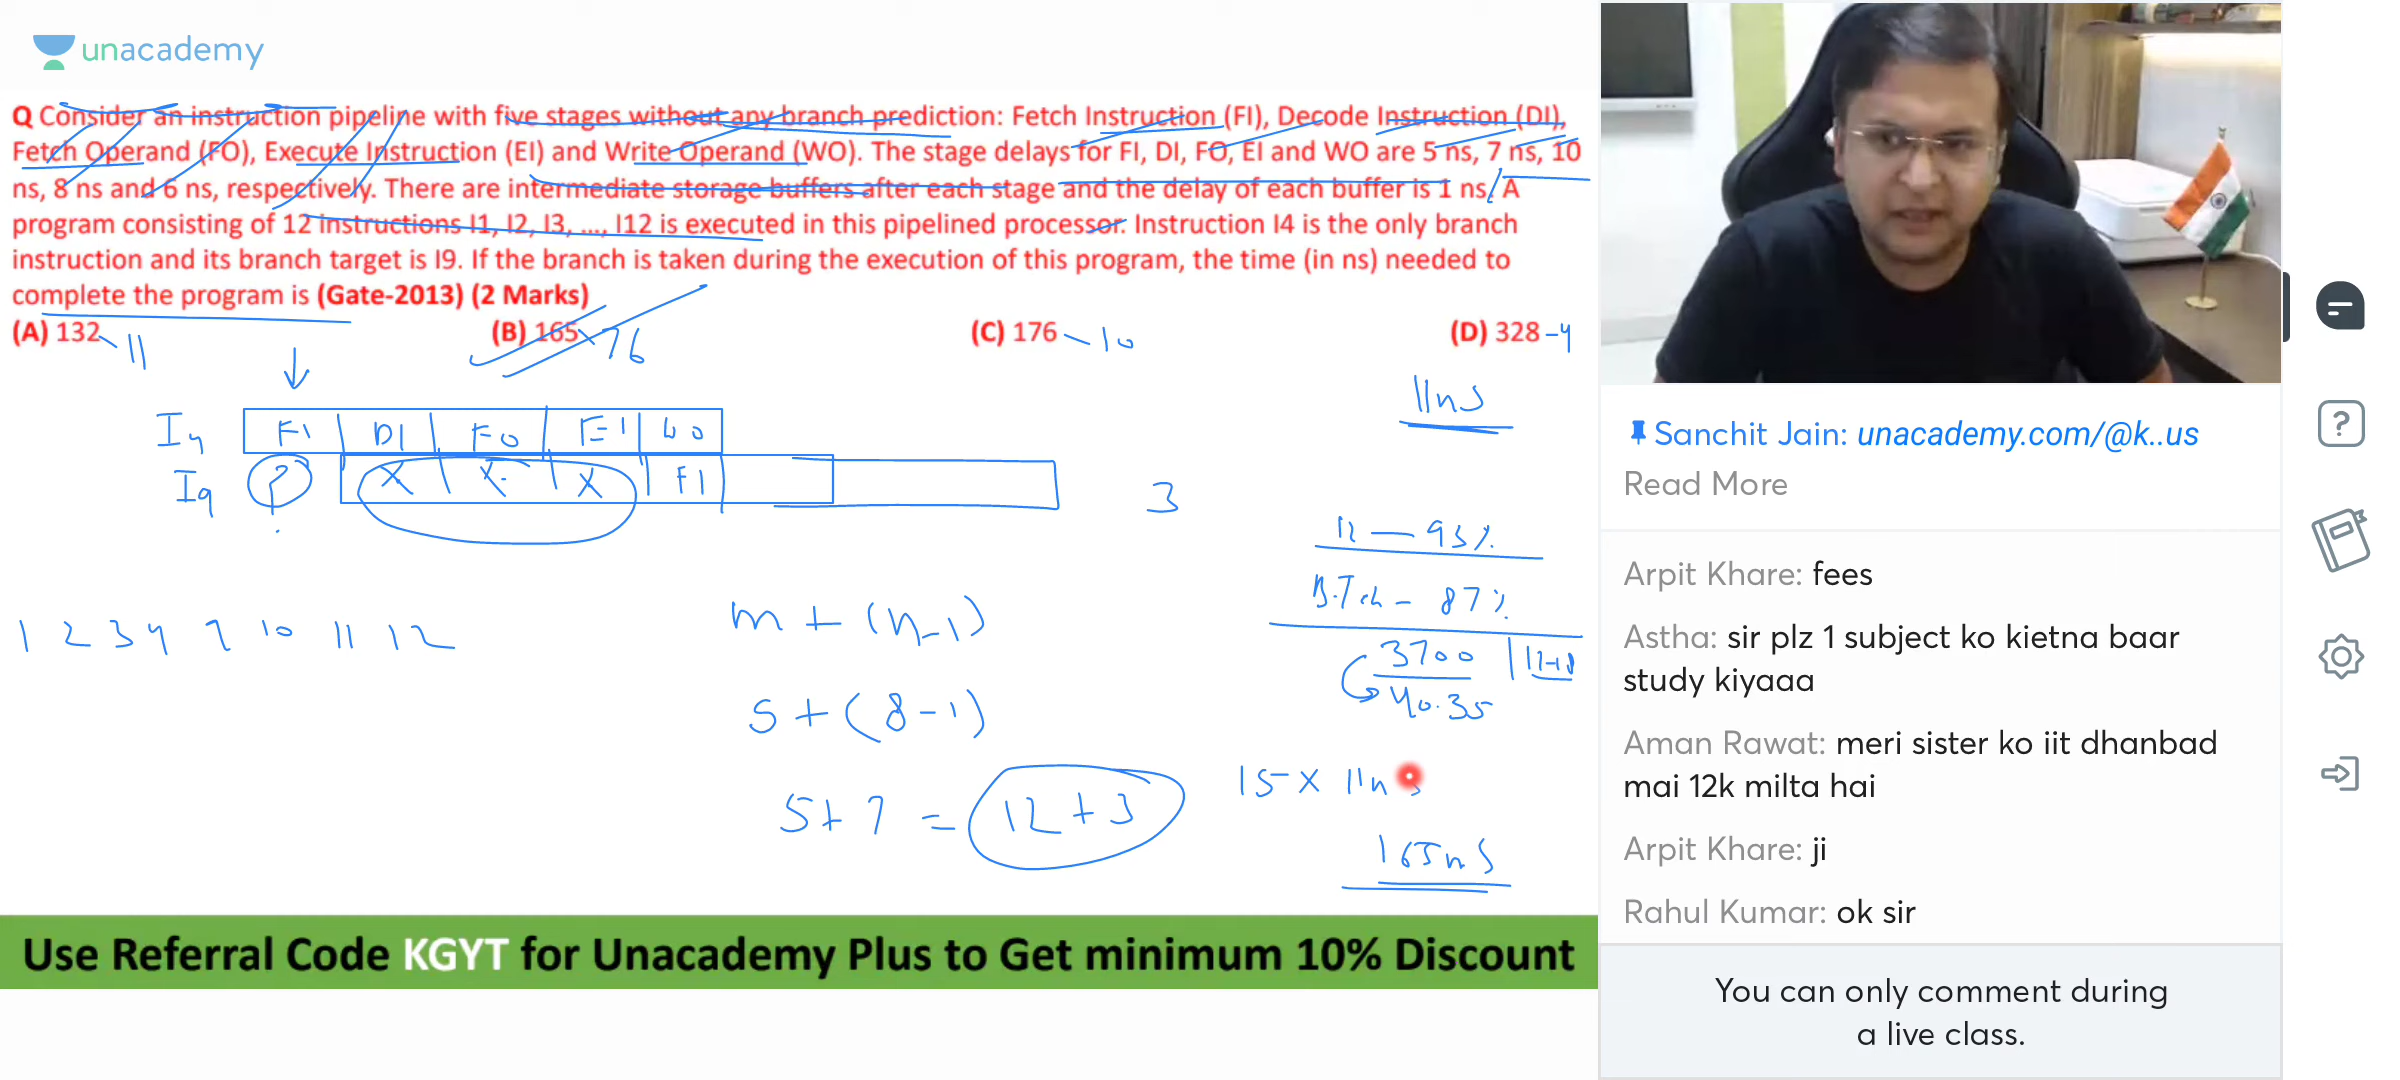 unacademy
Q Consider an instruction pipeline with five stages without any branch prediction: Fetch Instruction (FI), Decode Instruction (DI),
Fetch Operand (FO), Execute Instruction (EI) and Write Operand (WO). The stage delays for FI, DI, FO, EI and WO are 5 ns, 7 ns, 10
ns, 8 ns and 6 ns, respectively. There are intermediate storage buffers after each stage and the delay of each buffer is 1 ns. A
program consisting of 12 instructions I1, I2, I3, ..., I12 is executed in this pipelined processor. Instruction I4 is the only branch
instruction and its branch target is I9. If the branch is taken during the execution of this program, the time (in ns) needed to
complete the program is (Gate-2013) (2 Marks)
(A) 132 - 11 (B) 165 - 76 (C) 176 - 10 (D) 328 - 4
11ns
I4 FI DI FO EI WO
I9 ? X X X FI
3
12 — 93%
B.Tch - 87%
3700
40.35
1 2 3 4 9 10 11 12
m + (n-1)
5 + (8-1)
5 + 7 = 12 + 3
15 x 11ns
165ns
Use Referral Code KGYT for Unacademy Plus to Get minimum 10% Discount
Sanchit Jain: unacademy.com/@k..us
Read More
Arpit Khare: fees
Astha: sir plz 1 subject ko kietna baar
study kiyaaa
Aman Rawat: meri sister ko iit dhanbad
mai 12k milta hai
Arpit Khare: ji
Rahul Kumar: ok sir
You can only comment during
a live class.
?